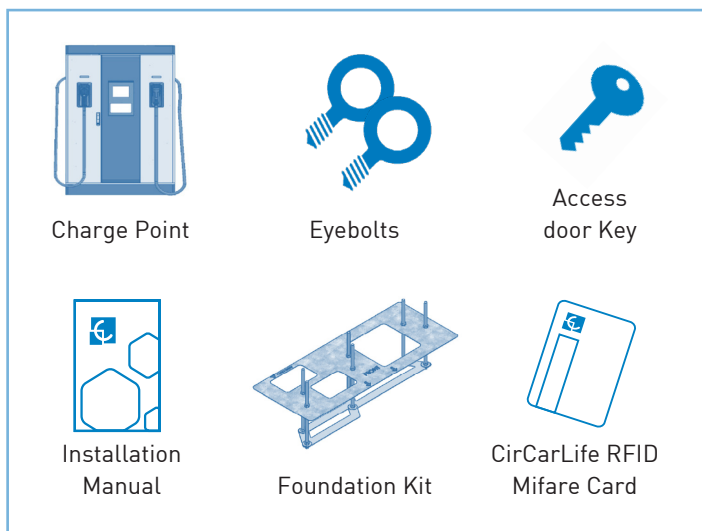 Charge Point
Eyebolts
Access
door Key
Installation
Manual
Foundation Kit
CirCarLife RFID
Mifare Card